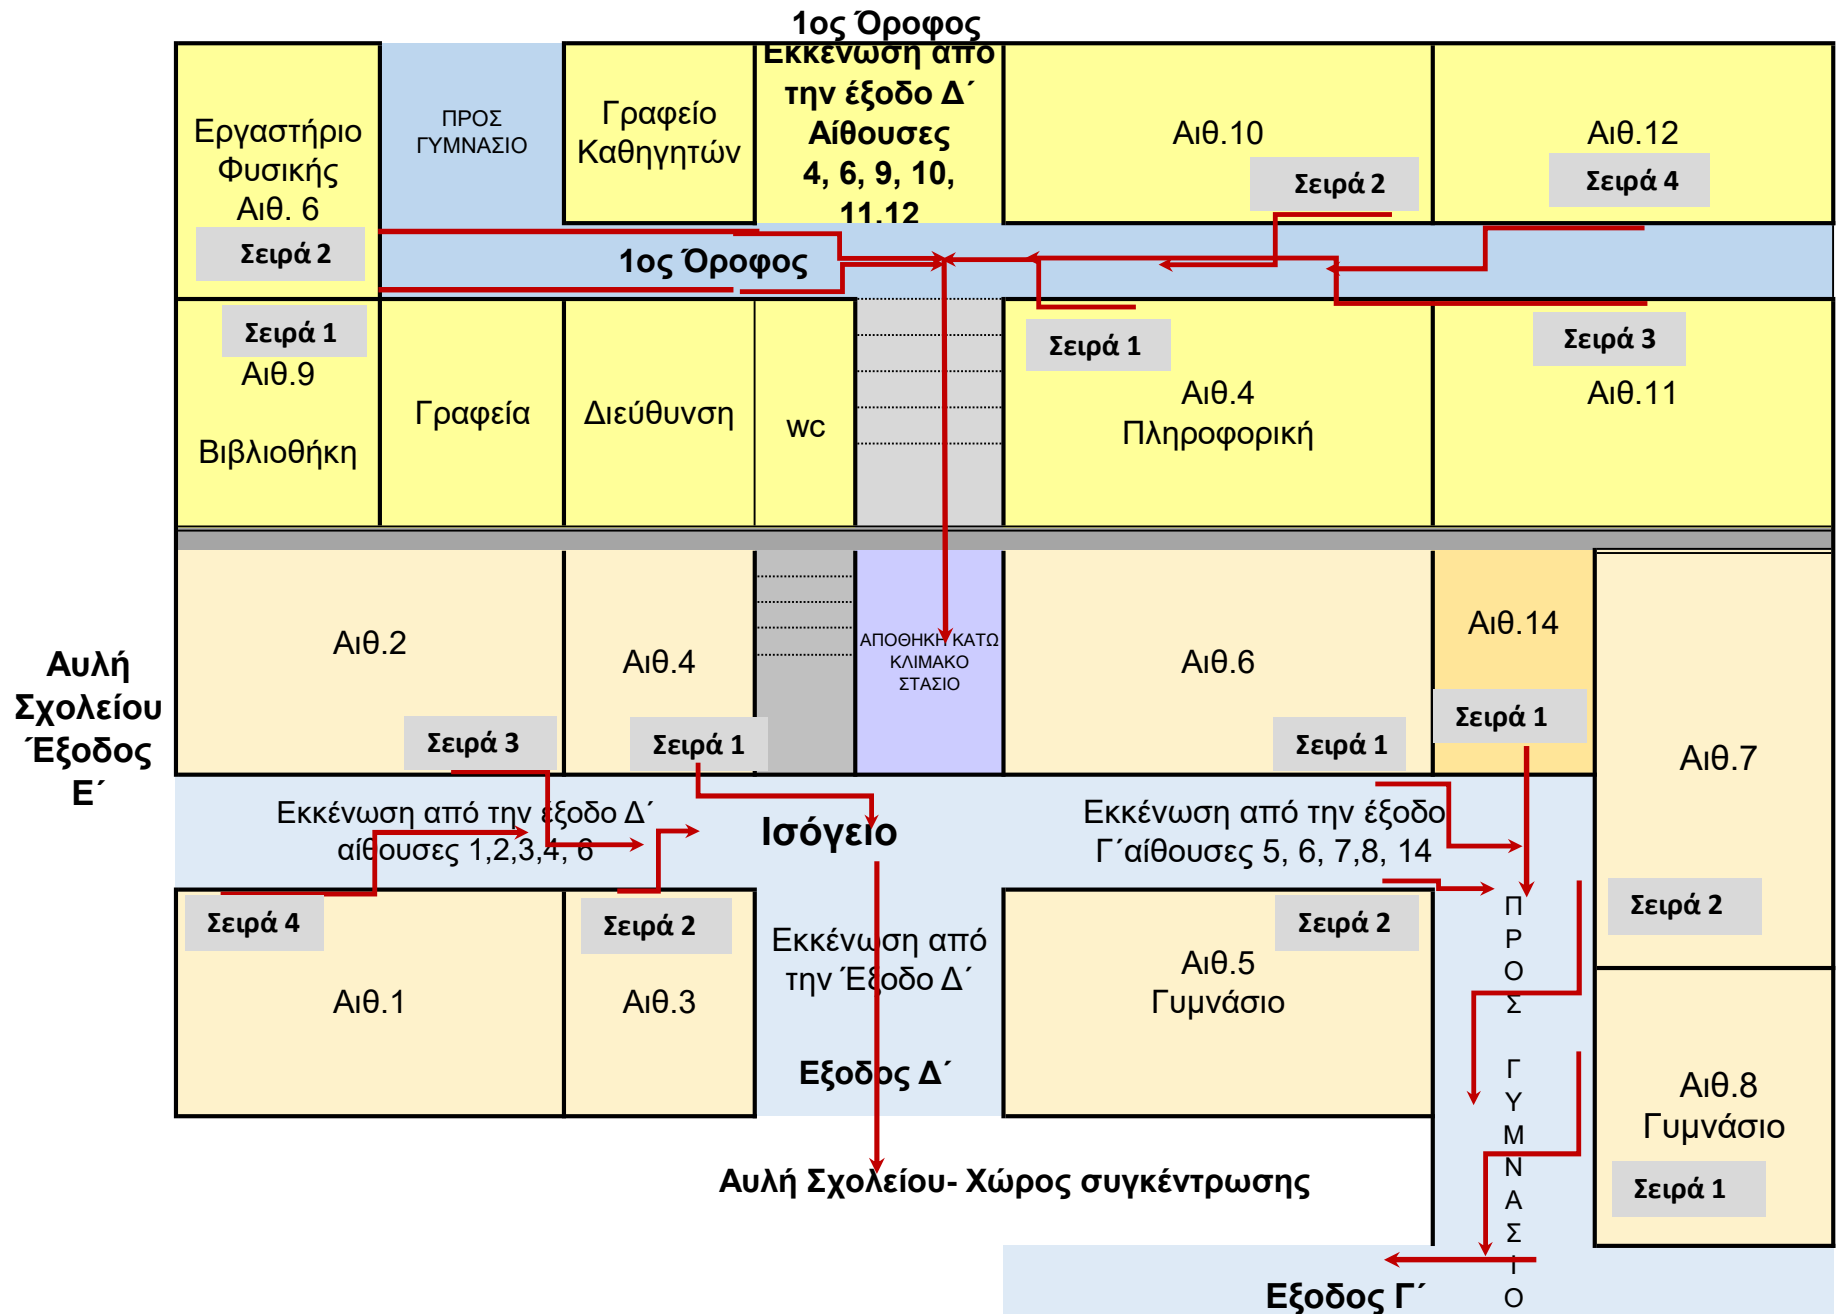 1ος Όροφος
Εκκένωση από
την έξοδο Δ΄
Αίθουσες
4, 6, 9, 10,
11,12
Εργαστήριο
Φυσικής
Αιθ. 6
Σειρά 2
ΠΡΟΣ
ΓΥΜΝΑΣΙΟ
Γραφείο
Καθηγητών
Αιθ.10
Σειρά 2
Αιθ.12
Σειρά 4
1ος Όροφος
Σειρά 1
Αιθ.9
Βιβλιοθήκη
Γραφεία
Διεύθυνση
wc
Σειρά 1
Αιθ.4
Πληροφορική
Σειρά 3
Αιθ.11
Αυλή
Σχολείου
Έξοδος
Ε΄
Αιθ.2
Σειρά 3
Αιθ.4
Σειρά 1
ΑΠΟΘΗΚΗ ΚΑΤΩ
ΚΛΙΜΑΚΟ
ΣΤΑΣΙΟ
Αιθ.6
Σειρά 1
Αιθ.14
Σειρά 1
Αιθ.7
Σειρά 2
Εκκένωση από την έξοδο Δ΄
αίθουσες 1,2,3,4, 6
Ισόγειο
Εκκένωση από την έξοδο
Γ΄αίθουσες 5, 6, 7,8, 14
Σειρά 4
Αιθ.1
Σειρά 2
Αιθ.3
Εκκένωση από
την Έξοδο Δ΄
Εξοδος Δ΄
Σειρά 2
Αιθ.5
Γυμνάσιο
Π
Ρ
Ο
Σ
Γ
Υ
Μ
Ν
Α
Σ
Ι
Ο
Αιθ.8
Γυμνάσιο
Σειρά 1
Αυλή Σχολείου- Χώρος συγκέντρωσης
Εξοδος Γ΄